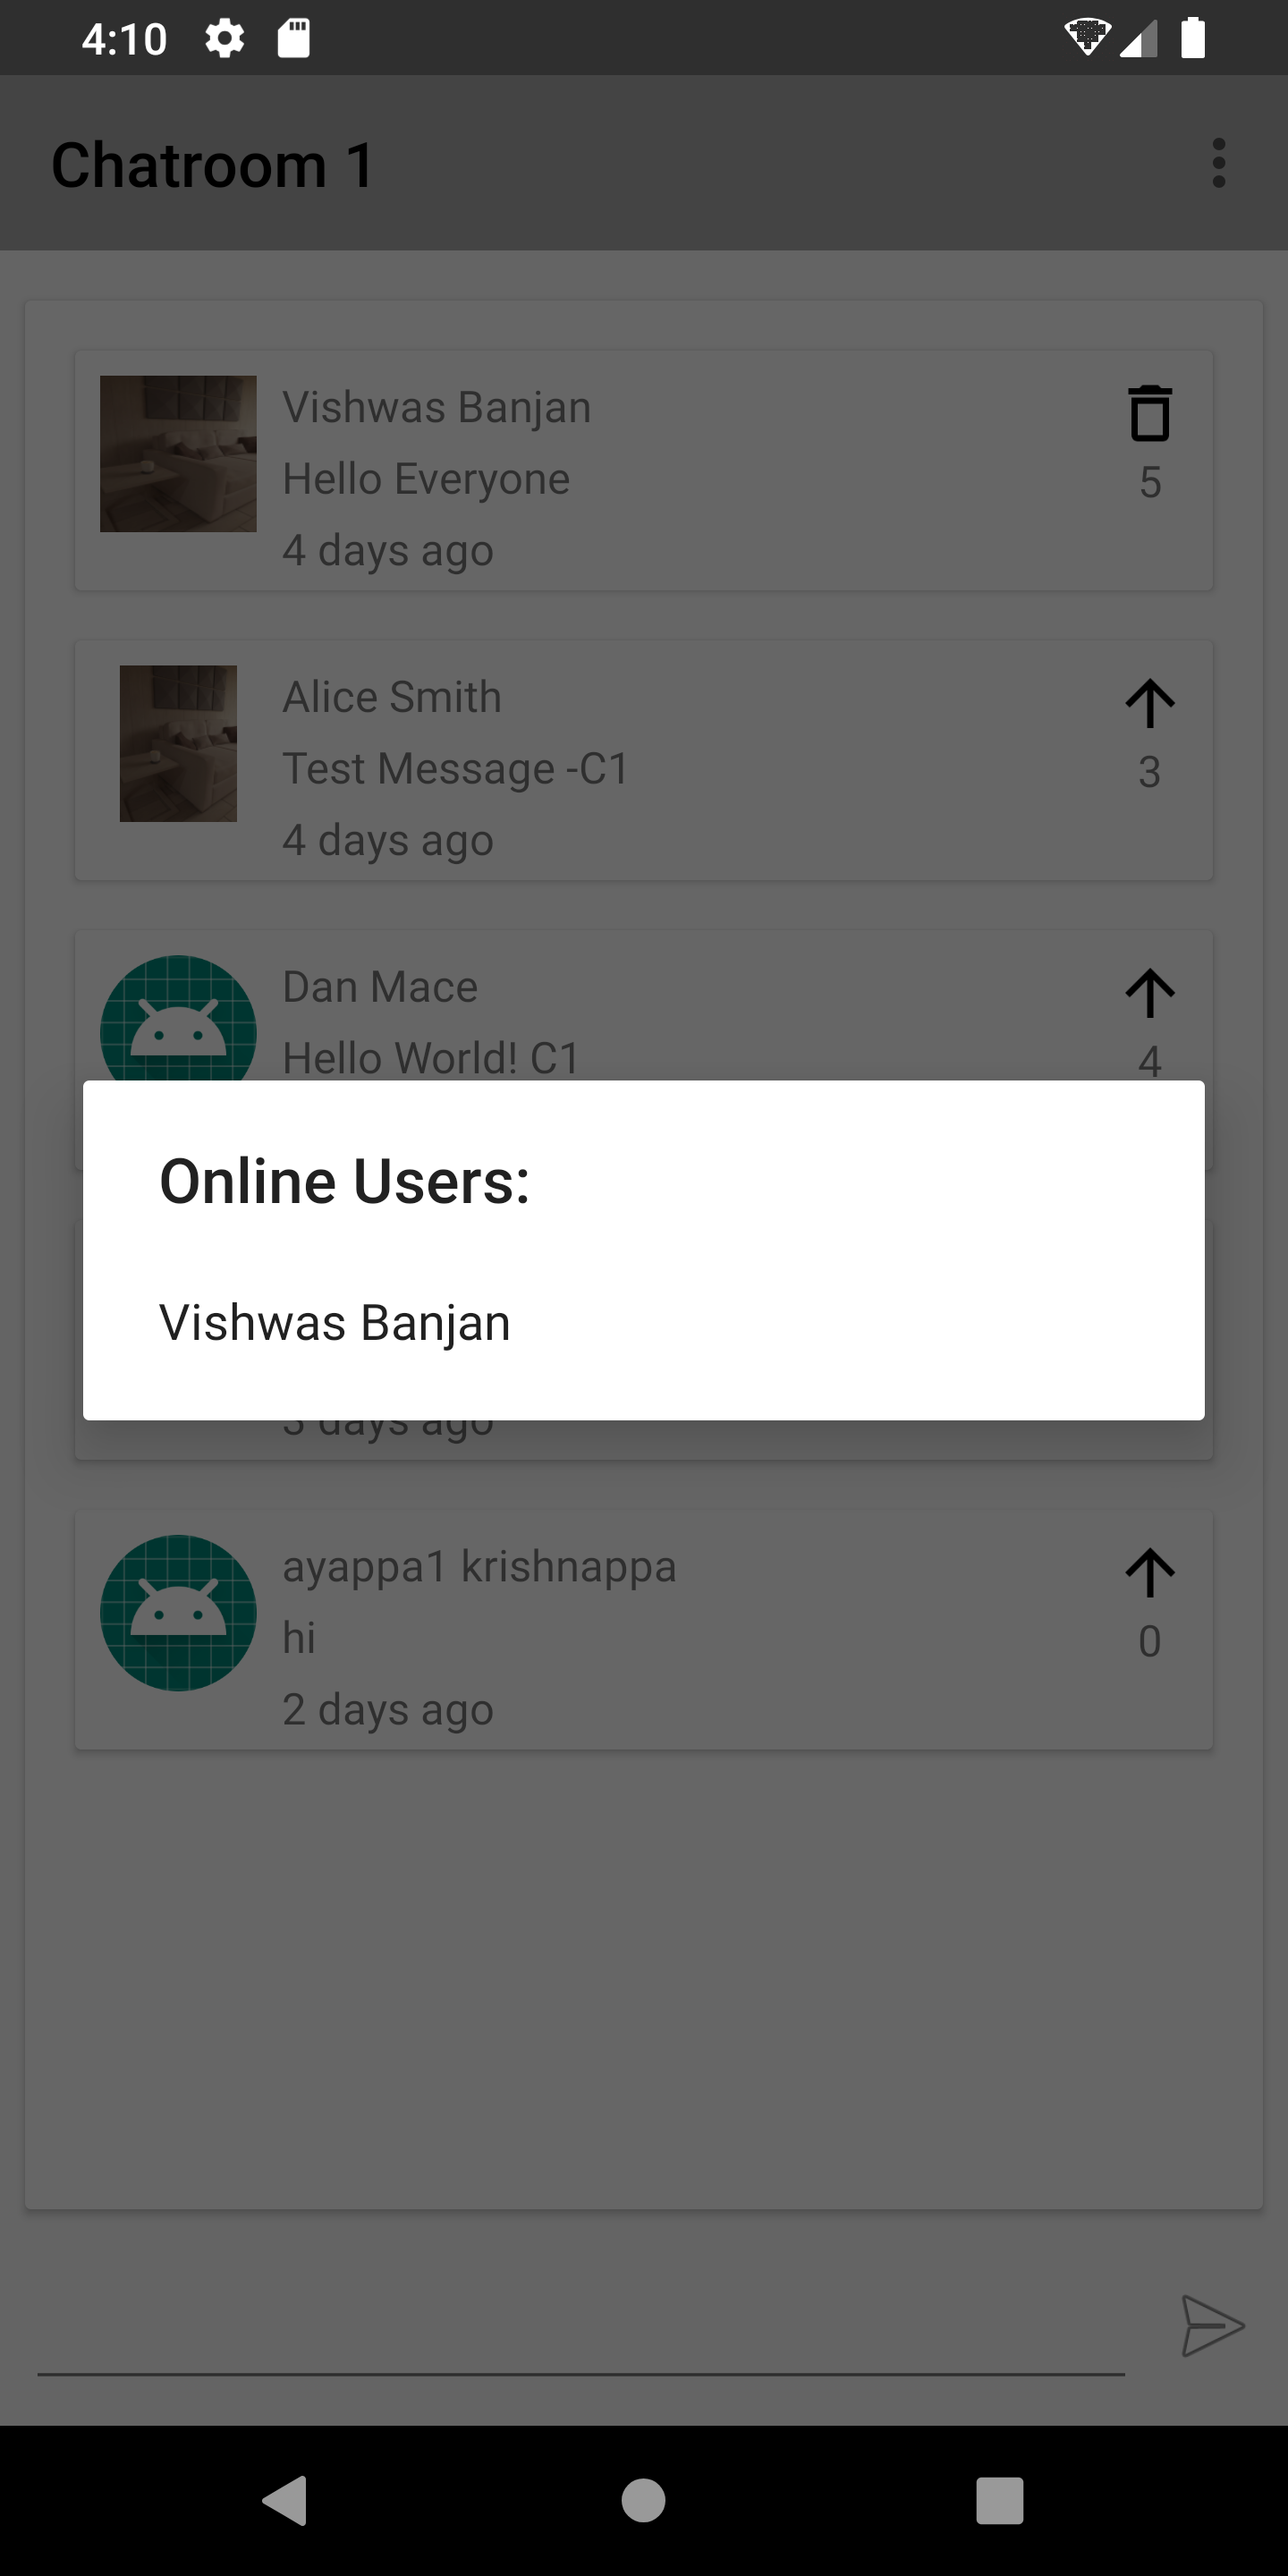 4:10
Chatroom 1
Vishwas Banjan
Hello Everyone
4 days ago
5
Alice Smith
Test Message -C1
4 days ago
3
Dan Mace
Hello World! C1
4
Online Users:
Vishwas Banjan
3 days ago
ayappa1 krishnappa
hi
2 days ago
0